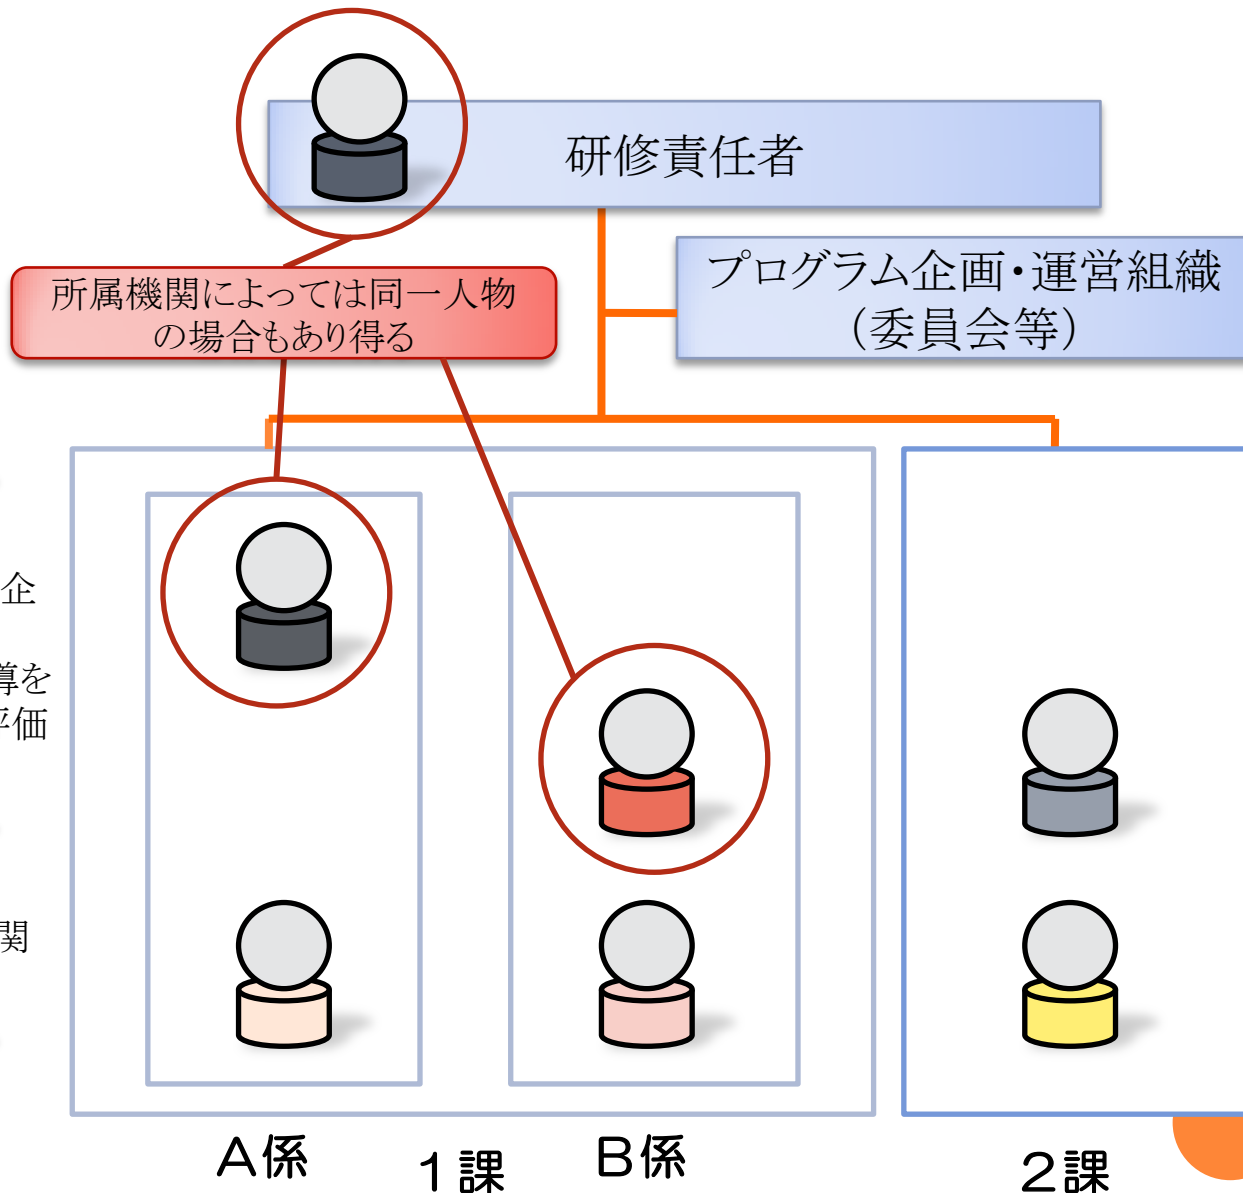 研修責任者
プログラム企画・運営組織
（委員会等）
所属機関によっては同一人物
の場合もあり得る
企
導を
評価
関
A係
1課
B係
2課